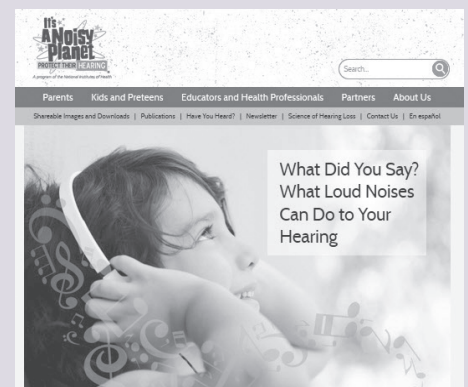 It's
A NOISY
Planet
PROTECT THEIR HEARING
A program of the National Institutes of Health
Search...
Parents Kids and Preteens Educators and Health Professionals Partners About Us
Shareable Images and Downloads | Publications | Have You Heard? | Newsletter | Science of Hearing Loss | Contact Us | En español
What Did You Say?
What Loud Noises
Can Do to Your
Hearing